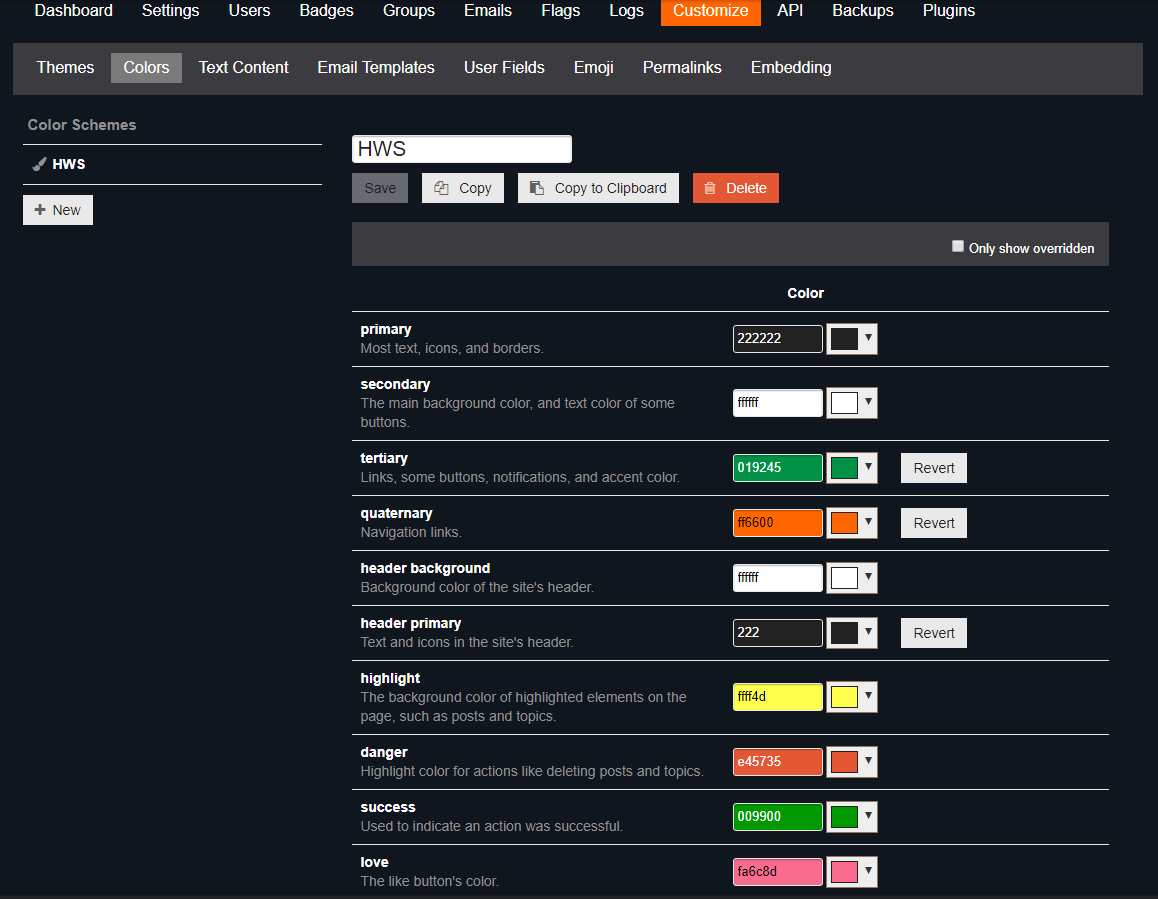 Dashboard Settings Users Badges Groups Emails Flags Logs Customize API Backups Plugins
Themes Colors Text Content Email Templates User Fields Emoji Permalinks Embedding
Color Schemes
HWS
New
HWS
Save Copy Copy to Clipboard Delete
Only show overridden
Color
primary
Most text, icons, and borders.
222222
secondary
The main background color, and text color of some
buttons.
ffffff
tertiary
Links, some buttons, notifications, and accent color.
019245 Revert
quaternary
Navigation links.
ff6600 Revert
header background
Background color of the site's header.
ffffff
header primary
Text and icons in the site's header.
222 Revert
highlight
The background color of highlighted elements on the
page, such as posts and topics.
ffff4d
danger
Highlight color for actions like deleting posts and topics.
e45735
success
Used to indicate an action was successful.
009900
love
The like button's color.
fa6c8d